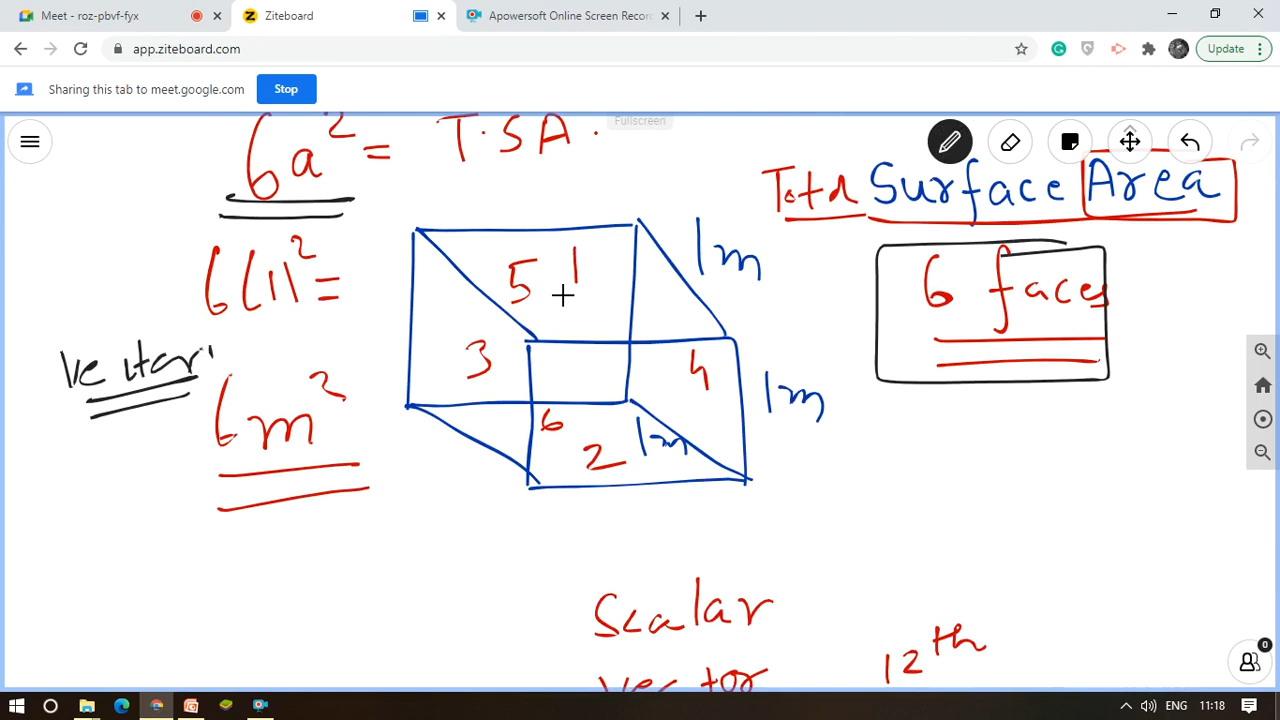 Meet - roz-pbvf-fyx
Ziteboard
Apowersoft Online Screen Recor
app.ziteboard.com
Update
Sharing this tab to meet.google.com
Stop
Fullscreen
6a² = T.S.A.
Total Surface Area
6(1)² =
5 1
1m
6 faces
3
4
1m
6m²
6
2
1m
0
Scalar
vector
12th
ENG
11:18